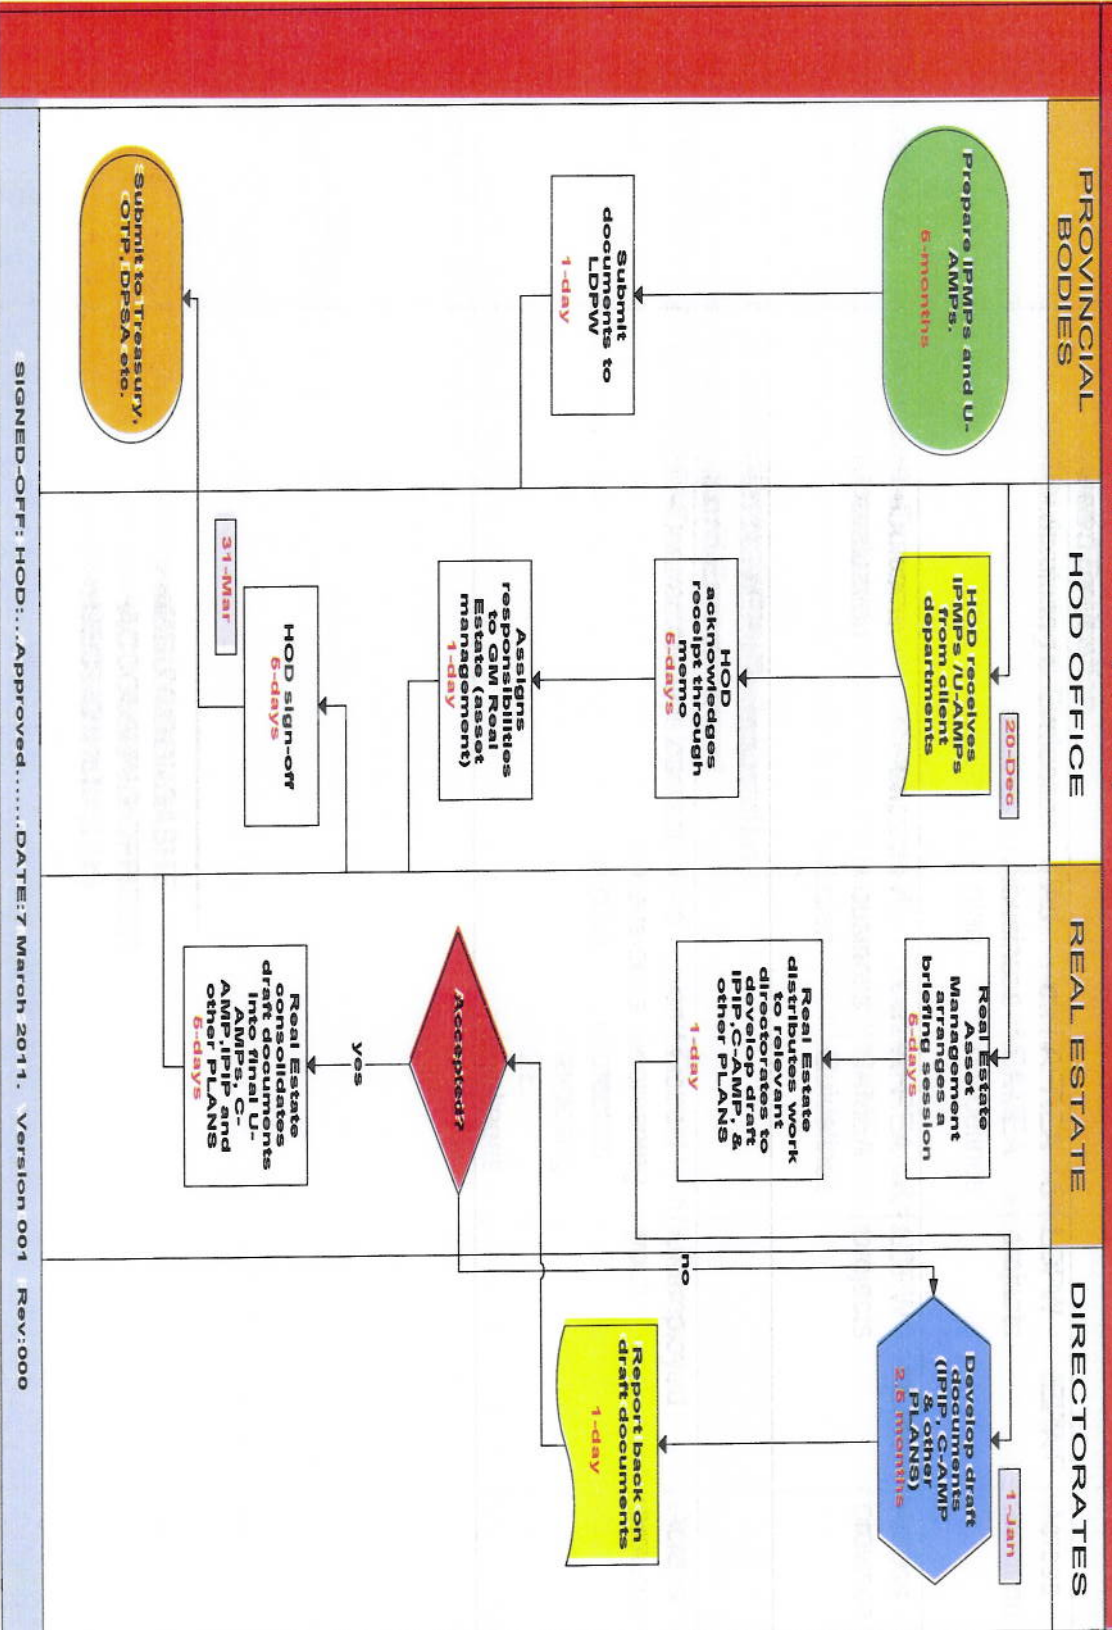 PROVINCIAL
BODIES
HOD OFFICE
REAL ESTATE
DIRECTORATES
Prepare IPMPs and U-
AMPs.
6-months
Submit
documents to
LDPW
1-day
Submit to Treasury,
OTP, DPSA etc.
20-Dec
HOD receives
IPMPs /U-AMPs
from client
departments
HOD
acknowledges
receipt through
memo
5-days
Assigns
responsibilities
to GM Real
Estate (asset
management)
1-day
HOD sign-off
5-days
31-Mar
Real Estate
Asset
Management
arranges a
briefing session
5-days
Real Estate
distributes work
to relevant
directorates to
develop draft
IPIP,C-AMP, &
other PLANS
1-day
Accepted?
yes
no
Real Estate
consolidates
draft documents
into final U-
AMPs, C-
AMP,IPIP and
other PLANS
5-days
1-Jan
Develop draft
documents
(IPIP, C-AMP
& other
PLANS)
2,5 months
Report back on
draft documents
1-day
SIGNED-OFF: HOD:...Approved......DATE:7 March 2011. Version 001 Rev:000